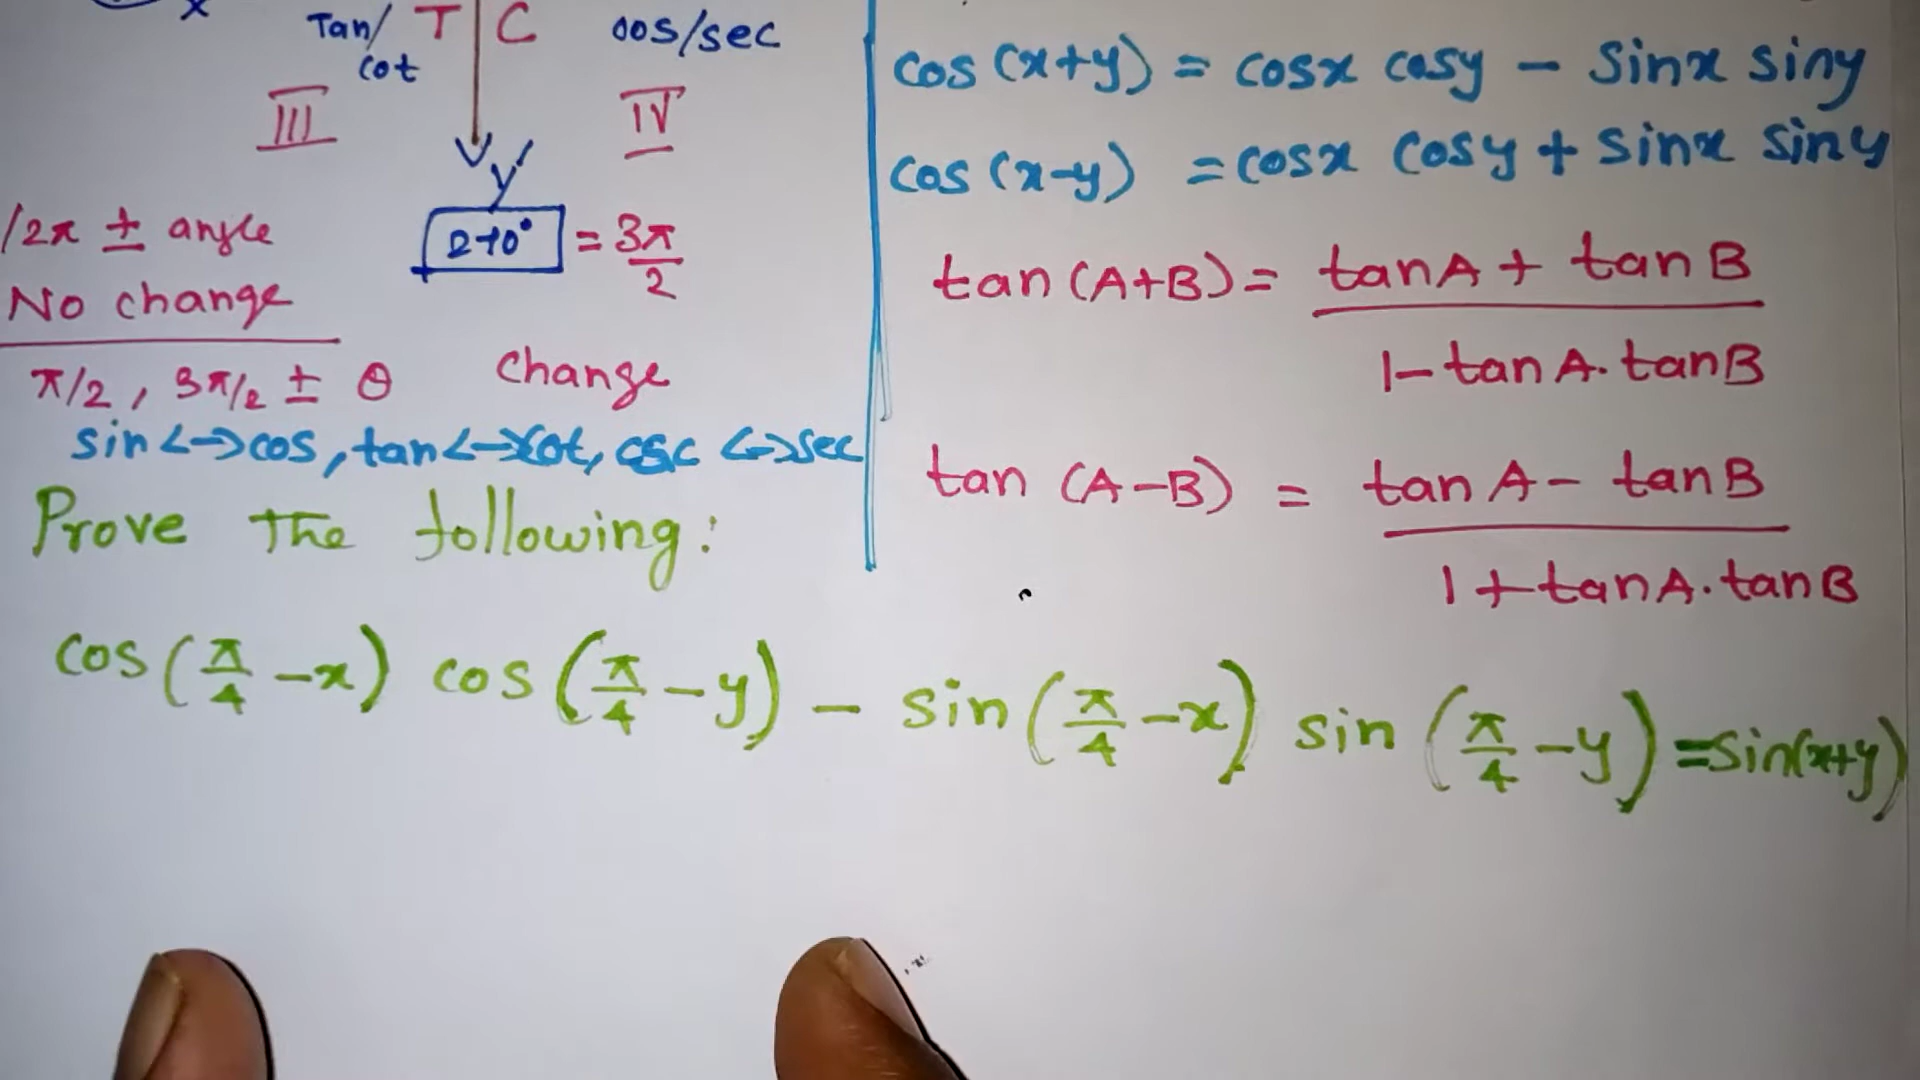 x
Tan/ T C cos/sec
cot
III IV
y'
/2π ± angle
270° = 3π/2
No change
π/2, 3π/2 ± θ change
sin <-> cos, tan <-> cot, csc <-> sec
cos (x+y) = cosx cosy - sinx siny
cos (x-y) = cosx cosy + sinx siny
tan (A+B) = tanA + tanB / 1 - tanA. tanB
tan (A-B) = tanA - tanB / 1 + tanA. tanB
Prove The following:
cos(π/4 - x) cos(π/4 - y) - sin(π/4 - x) sin(π/4 - y) = sin(x+y)